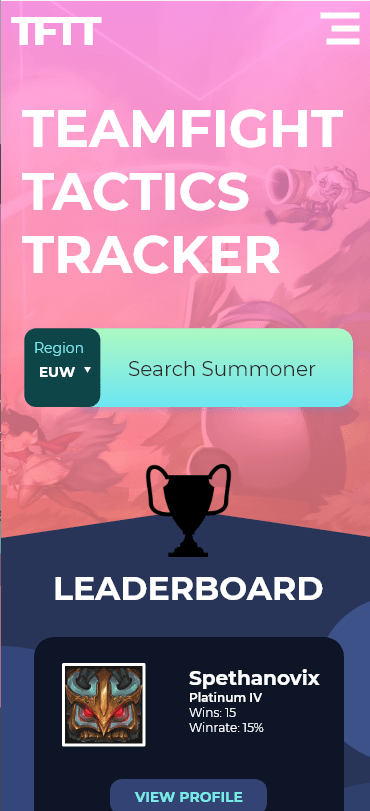 TFTT
TEAMFIGHT
TACTICS
TRACKER
Region
EUW
Search Summoner
LEADERBOARD
Spethanovix
Platinum IV
Wins: 15
Winrate: 15%
VIEW PROFILE